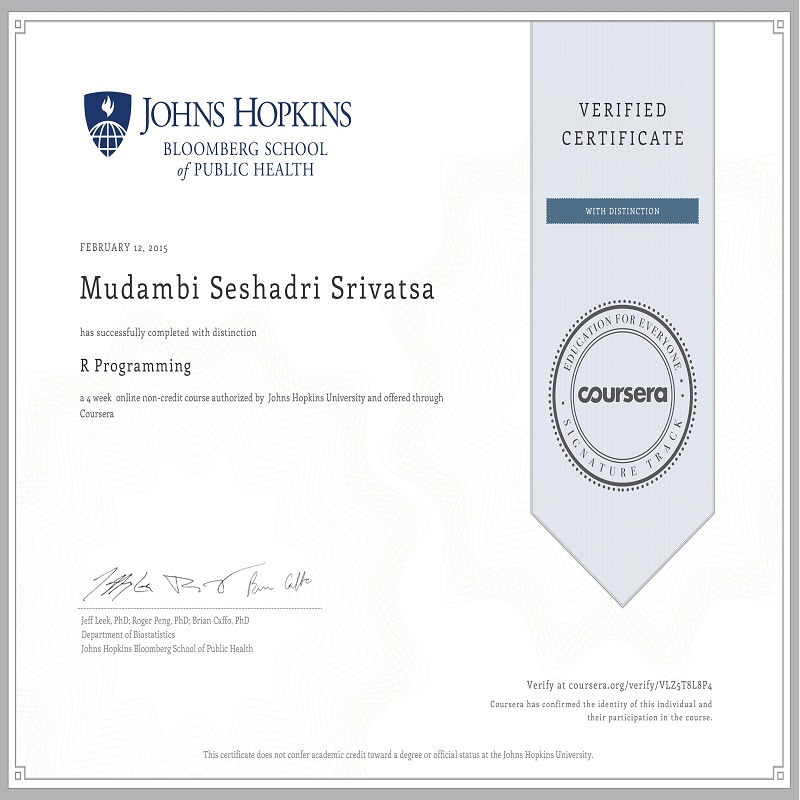 JOHNS HOPKINS
BLOOMBERG SCHOOL
of PUBLIC HEALTH
VERIFIED
CERTIFICATE
WITH DISTINCTION
FEBRUARY 12, 2015
Mudambi Seshadri Srivatsa
has successfully completed with distinction
R Programming
a 4 week online non-credit course authorized by Johns Hopkins University and offered through
Coursera
EDUCATION FOR EVERYONE
coursera
SIGNATURE TRACK
Jeff Leek, PhD; Roger Peng, PhD; Brian Caffo, PhD
Department of Biostatistics
Johns Hopkins Bloomberg School of Public Health
Verify at coursera.org/verify/VLZ5T8L8P4
Coursera has confirmed the identity of this individual and
their participation in the course.
This certificate does not confer academic credit toward a degree or official status at the Johns Hopkins University.